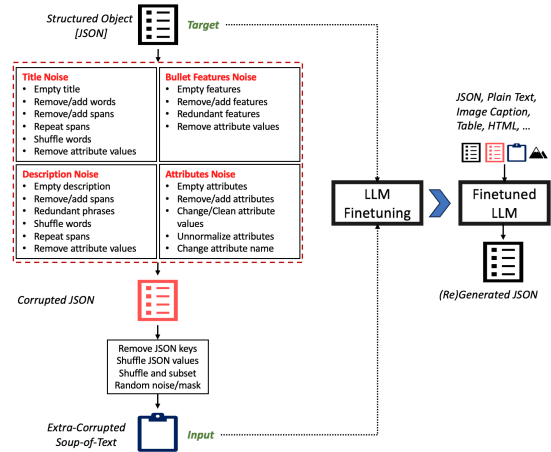 Structured Object
[JSON]
Target
Title Noise
• Empty title
• Remove/add words
• Remove/add spans
• Repeat spans
• Shuffle words
• Remove attribute values
Bullet Features Noise
• Empty features
• Remove/add features
• Redundant features
• Remove attribute values
Description Noise
• Empty description
• Remove/add spans
• Redundant phrases
• Shuffle words
• Repeat spans
• Remove attribute values
Attributes Noise
• Empty attributes
• Remove/add attributes
• Change/Clean attribute
values
• Unnormalize attributes
• Change attribute name
Corrupted JSON
Remove JSON keys
Shuffle JSON values
Shuffle and subset
Random noise/mask
Extra-Corrupted
Soup-of-Text
Input
LLM
Finetuning
JSON, Plain Text,
Image Caption,
Table, HTML, ...
Finetuned
LLM
(Re)Generated JSON